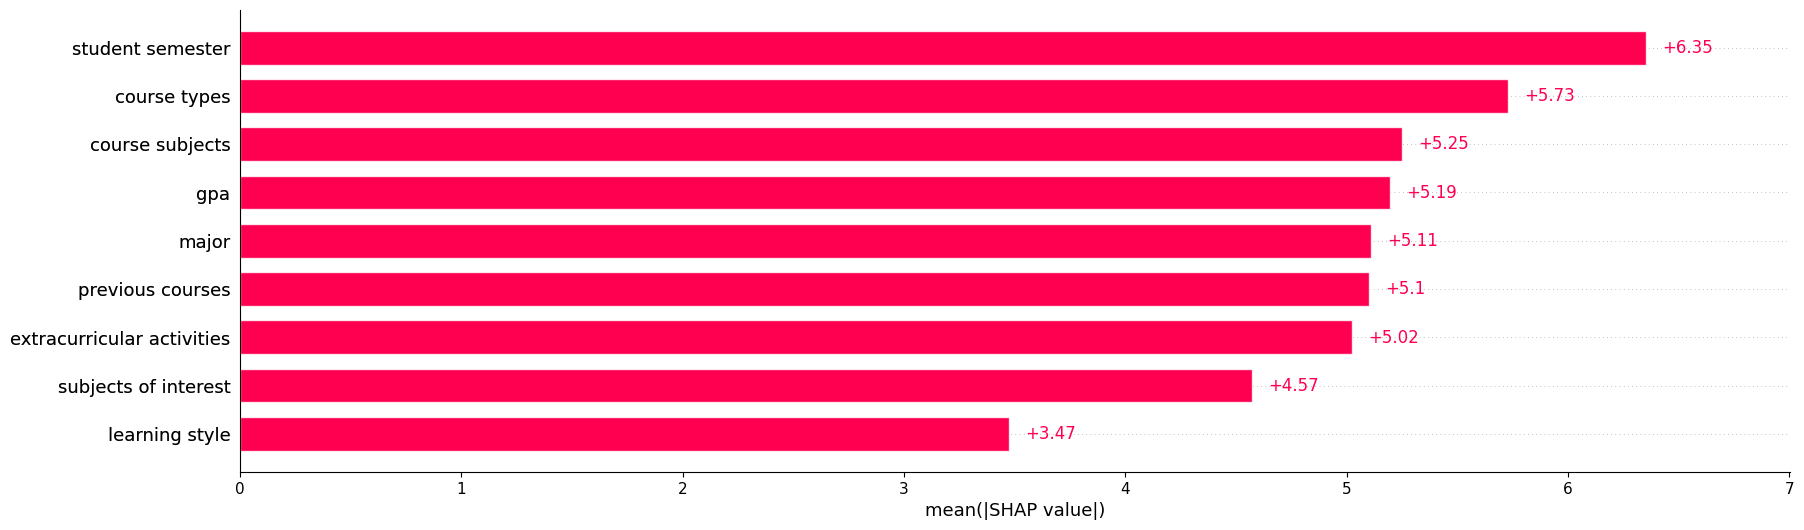 student semester +6.35
course types +5.73
course subjects +5.25
gpa +5.19
major +5.11
previous courses +5.1
extracurricular activities +5.02
subjects of interest +4.57
learning style +3.47
0 1 2 3 4 5 6 7
mean(|SHAP value|)